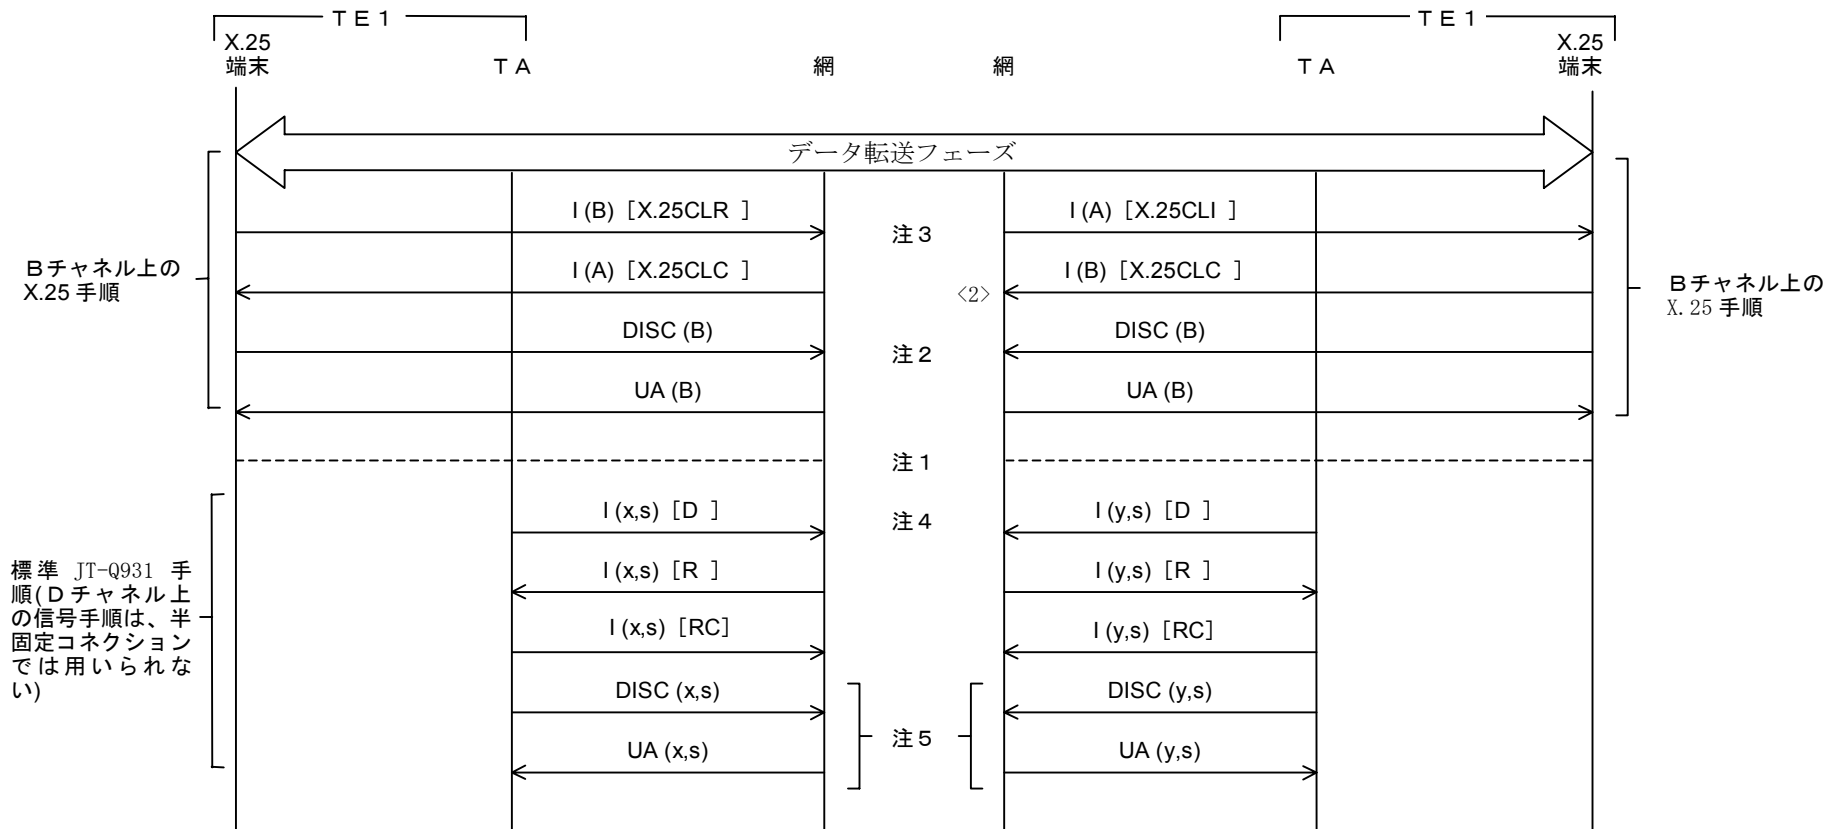 ＴＥ１
ＴＥ１
X.25
端末
ＴＡ
網
網
ＴＡ
X.25
端末
データ転送フェーズ
I (B)［X.25CLR ］
I (A)［X.25CLI ］
注３
Ｂチャネル上の
X.25 手順
I (A)［X.25CLC ］
<2>
I (B)［X.25CLC ］
Ｂチャネル上の
X.25 手順
DISC (B)
注２
DISC (B)
UA (B)
UA (B)
注１
I (x,s)［D ］
注４
I (y,s)［D ］
標準 JT-Q931 手
順(Ｄチャネル上
の信号手順は、半
固定コネクション
では用いられな
い)
I (x,s)［R ］
I (y,s)［R ］
I (x,s)［RC］
I (y,s)［RC］
DISC (x,s)
DISC (y,s)
注５
UA (x,s)
UA (y,s)